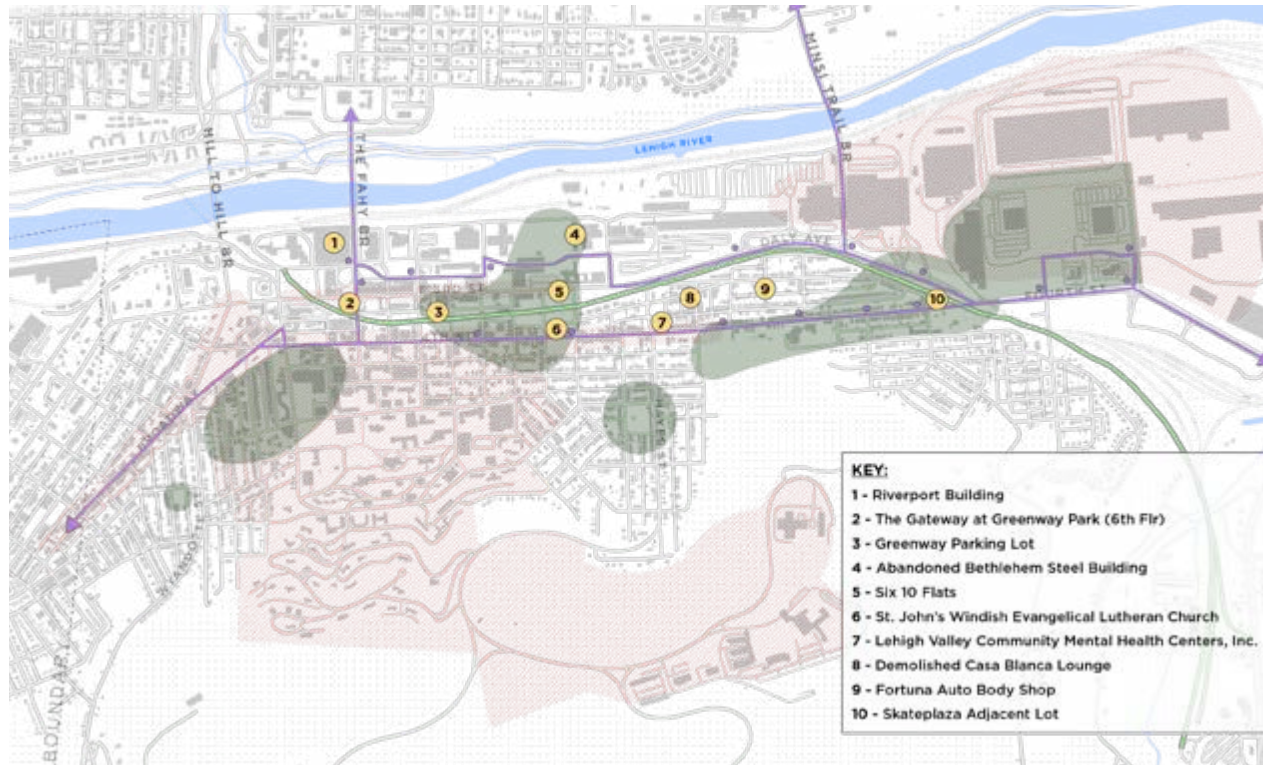 MINSI TRAIL BR
HILL TO HILL BR
THE FAHY BR
LEHIGH RIVER
1
4
DALY AVE
2
3
5
8
9
10
6
7
BROADWAY
BOUNDARY
KEY:
1 - Riverport Building
2 - The Gateway at Greenway Park (6th Flr)
3 - Greenway Parking Lot
4 - Abandoned Bethlehem Steel Building
5 - Six 10 Flats
6 - St. John's Windish Evangelical Lutheran Church
7 - Lehigh Valley Community Mental Health Centers, Inc.
8 - Demolished Casa Blanca Lounge
9 - Fortuna Auto Body Shop
10 - Skateplaza Adjacent Lot